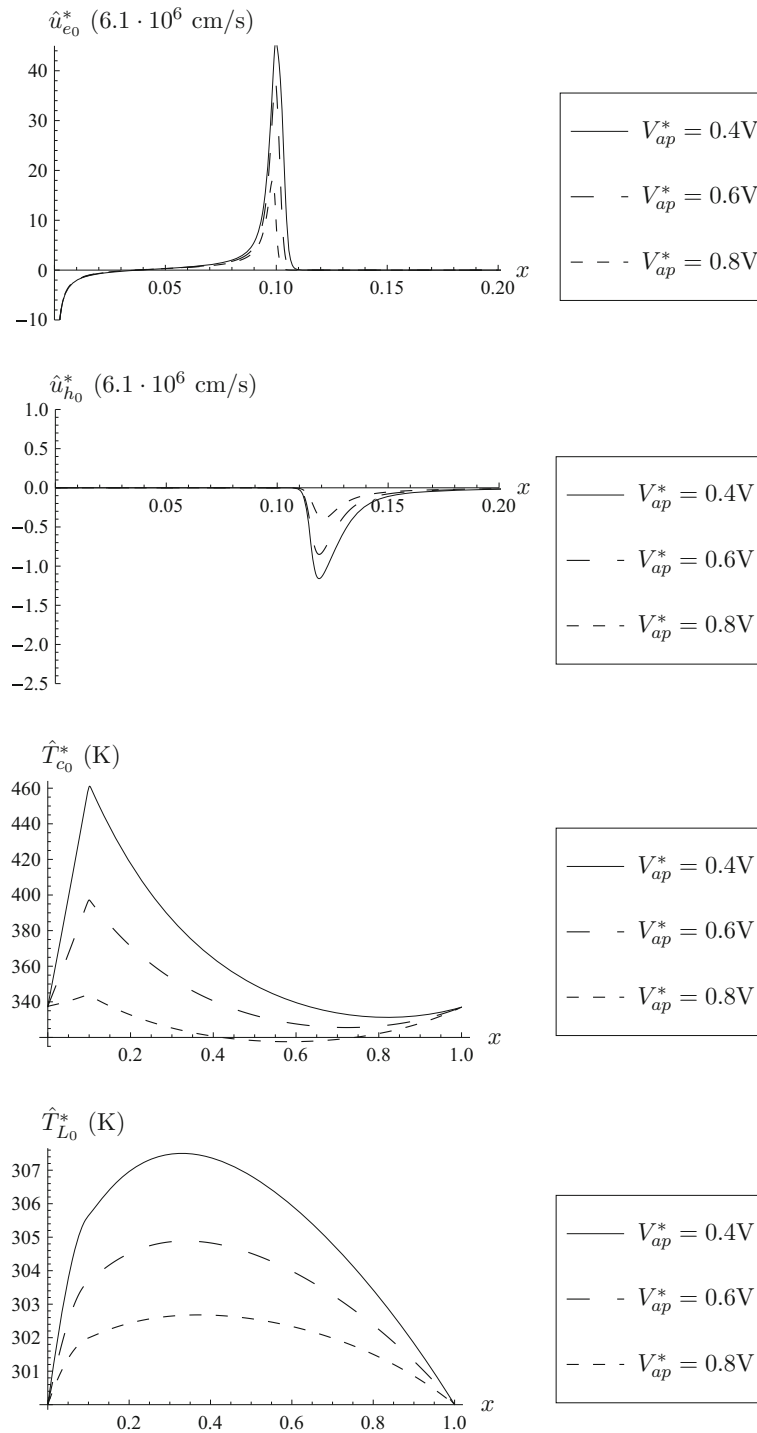 û*e0 (6.1 · 10⁶ cm/s)
40
30
20
10
0
−10
0.05 0.10 0.15 0.20 x
V*ap = 0.4V
V*ap = 0.6V
V*ap = 0.8V
û*h0 (6.1 · 10⁶ cm/s)
1.0
0.5
0.0
−0.5
−1.0
−1.5
−2.0
−2.5
0.05 0.10 0.15 0.20 x
V*ap = 0.4V
V*ap = 0.6V
V*ap = 0.8V
T̂*c0 (K)
460
440
420
400
380
360
340
0.2 0.4 0.6 0.8 1.0 x
V*ap = 0.4V
V*ap = 0.6V
V*ap = 0.8V
T̂*L0 (K)
307
306
305
304
303
302
301
0.2 0.4 0.6 0.8 1.0 x
V*ap = 0.4V
V*ap = 0.6V
V*ap = 0.8V